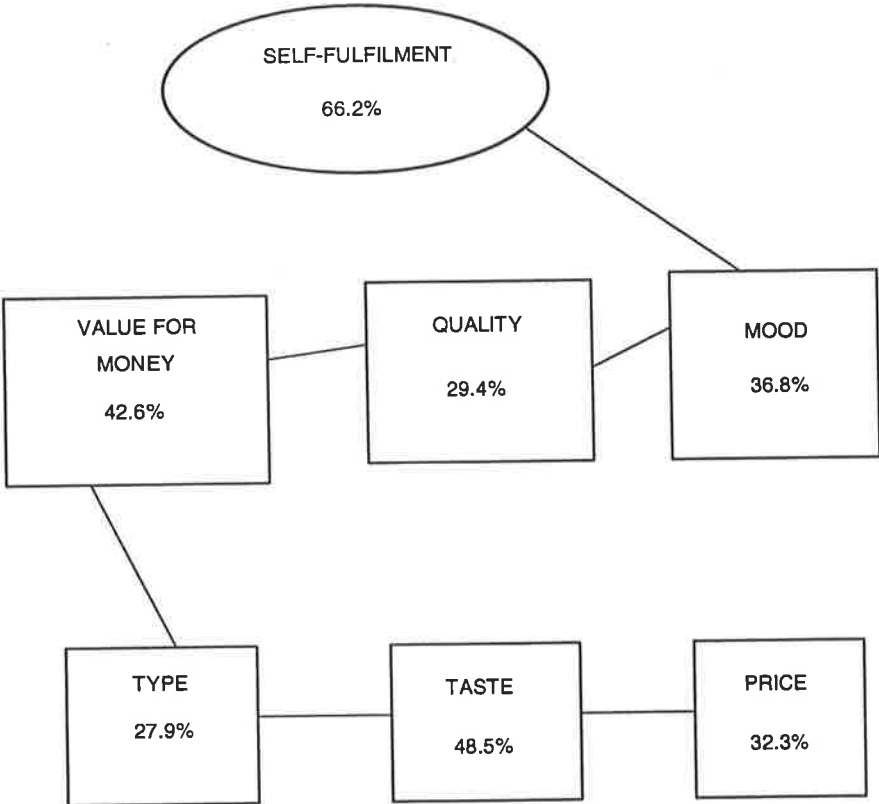 SELF-FULFILMENT
66.2%
VALUE FOR
MONEY
42.6%
QUALITY
29.4%
MOOD
36.8%
TYPE
27.9%
TASTE
48.5%
PRICE
32.3%